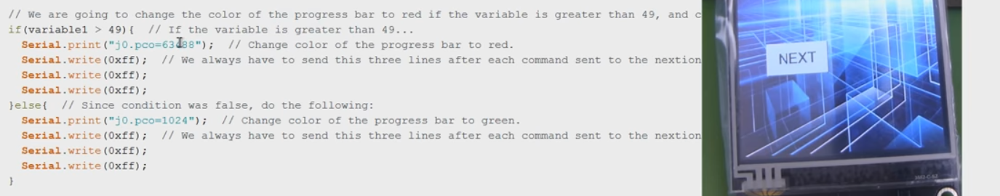 // We are going to change the color of the progress bar to red if the variable is greater than 49, and c
if(variable1 > 49){  // If the variable is greater than 49...
  Serial.print("j0.pco=63488");  // Change color of the progress bar to red.
  Serial.write(0xff);  // We always have to send this three lines after each command sent to the nextion
  Serial.write(0xff);
  Serial.write(0xff);
}else{  // Since condition was false, do the following:
  Serial.print("j0.pco=1024");  // Change color of the progress bar to green.
  Serial.write(0xff);  // We always have to send this three lines after each command sent to the nextion
  Serial.write(0xff);
  Serial.write(0xff);
}
NEXT